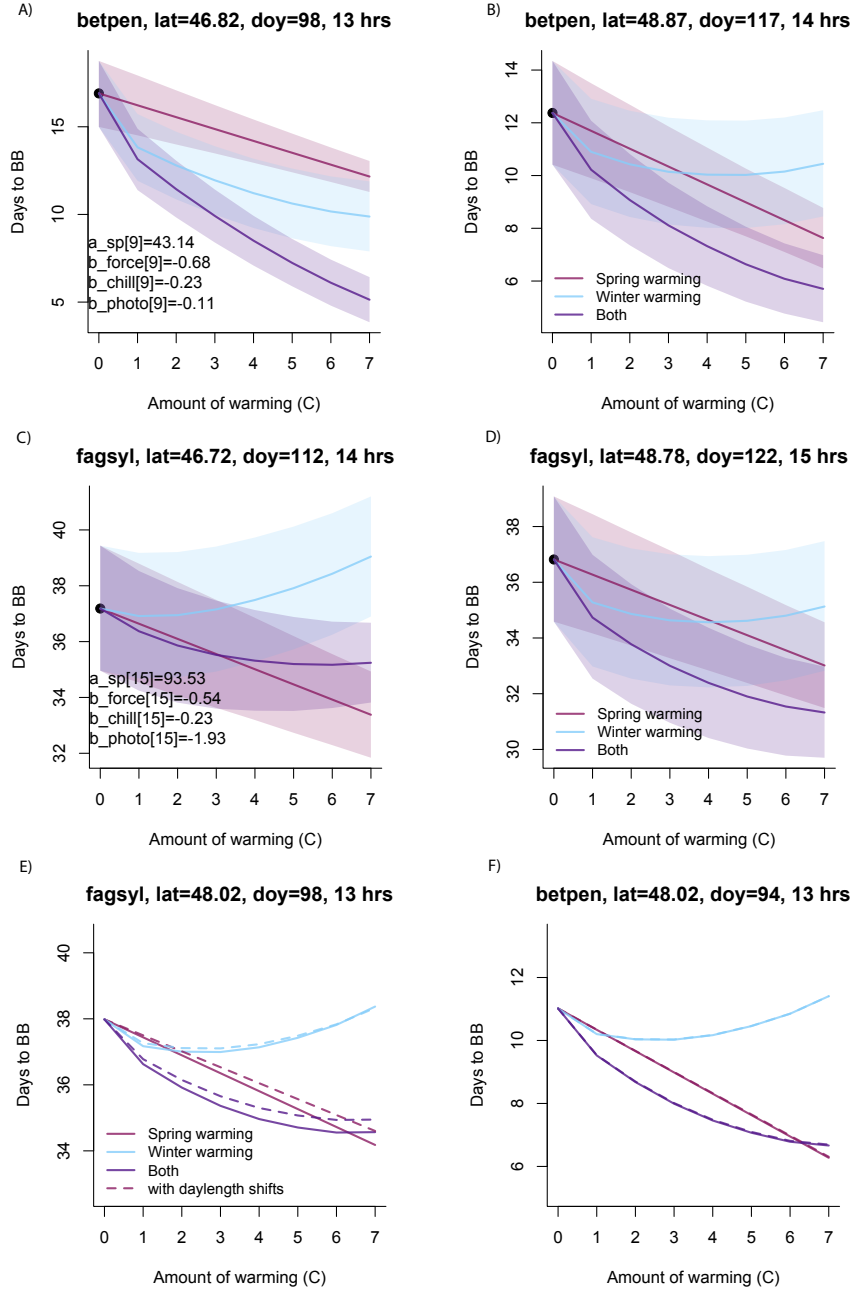 A)
betpen, lat=46.82, doy=98, 13 hrs
Days to BB
15
10
5
a_sp[9]=43.14
b_force[9]=-0.68
b_chill[9]=-0.23
b_photo[9]=-0.11
0 1 2 3 4 5 6 7
Amount of warming (C)
B)
betpen, lat=48.87, doy=117, 14 hrs
Days to BB
14
12
10
8
6
Spring warming
Winter warming
Both
0 1 2 3 4 5 6 7
Amount of warming (C)
C)
fagsyl, lat=46.72, doy=112, 14 hrs
Days to BB
40
38
36
34
32
a_sp[15]=93.53
b_force[15]=-0.54
b_chill[15]=-0.23
b_photo[15]=-1.93
0 1 2 3 4 5 6 7
Amount of warming (C)
D)
fagsyl, lat=48.78, doy=122, 15 hrs
Days to BB
38
36
34
32
30
Spring warming
Winter warming
Both
0 1 2 3 4 5 6 7
Amount of warming (C)
E)
fagsyl, lat=48.02, doy=98, 13 hrs
Days to BB
40
38
36
34
Spring warming
Winter warming
Both
with daylength shifts
0 1 2 3 4 5 6 7
Amount of warming (C)
F)
betpen, lat=48.02, doy=94, 13 hrs
Days to BB
12
10
8
6
0 1 2 3 4 5 6 7
Amount of warming (C)